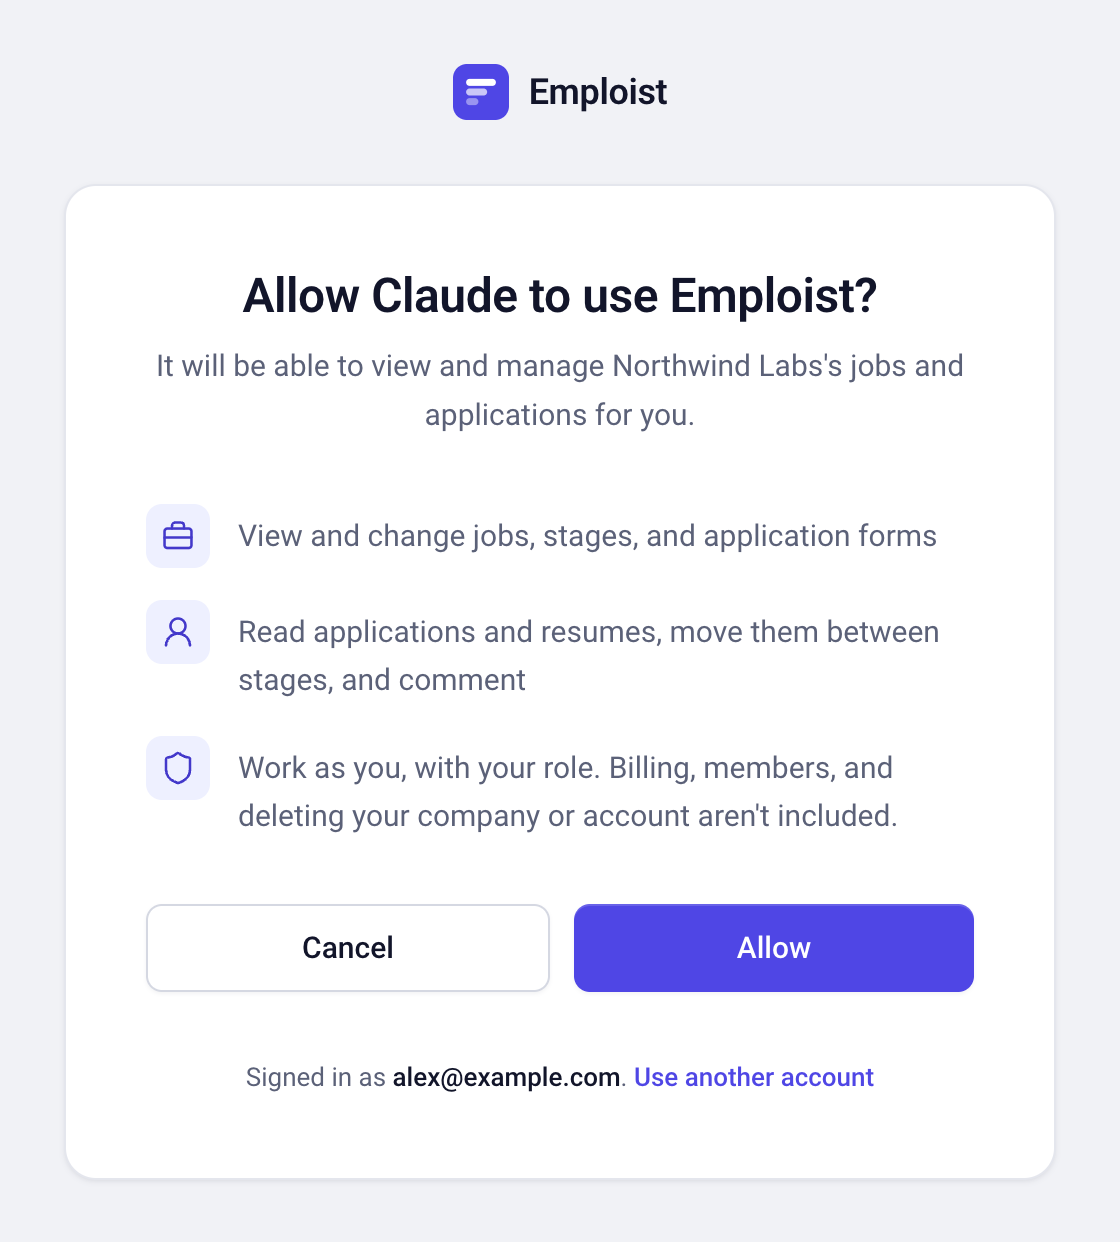 Emploist
Allow Claude to use Emploist?
It will be able to view and manage Northwind Labs's jobs and
applications for you.
View and change jobs, stages, and application forms
Read applications and resumes, move them between
stages, and comment
Work as you, with your role. Billing, members, and
deleting your company or account aren't included.
Cancel
Allow
Signed in as alex@example.com. Use another account